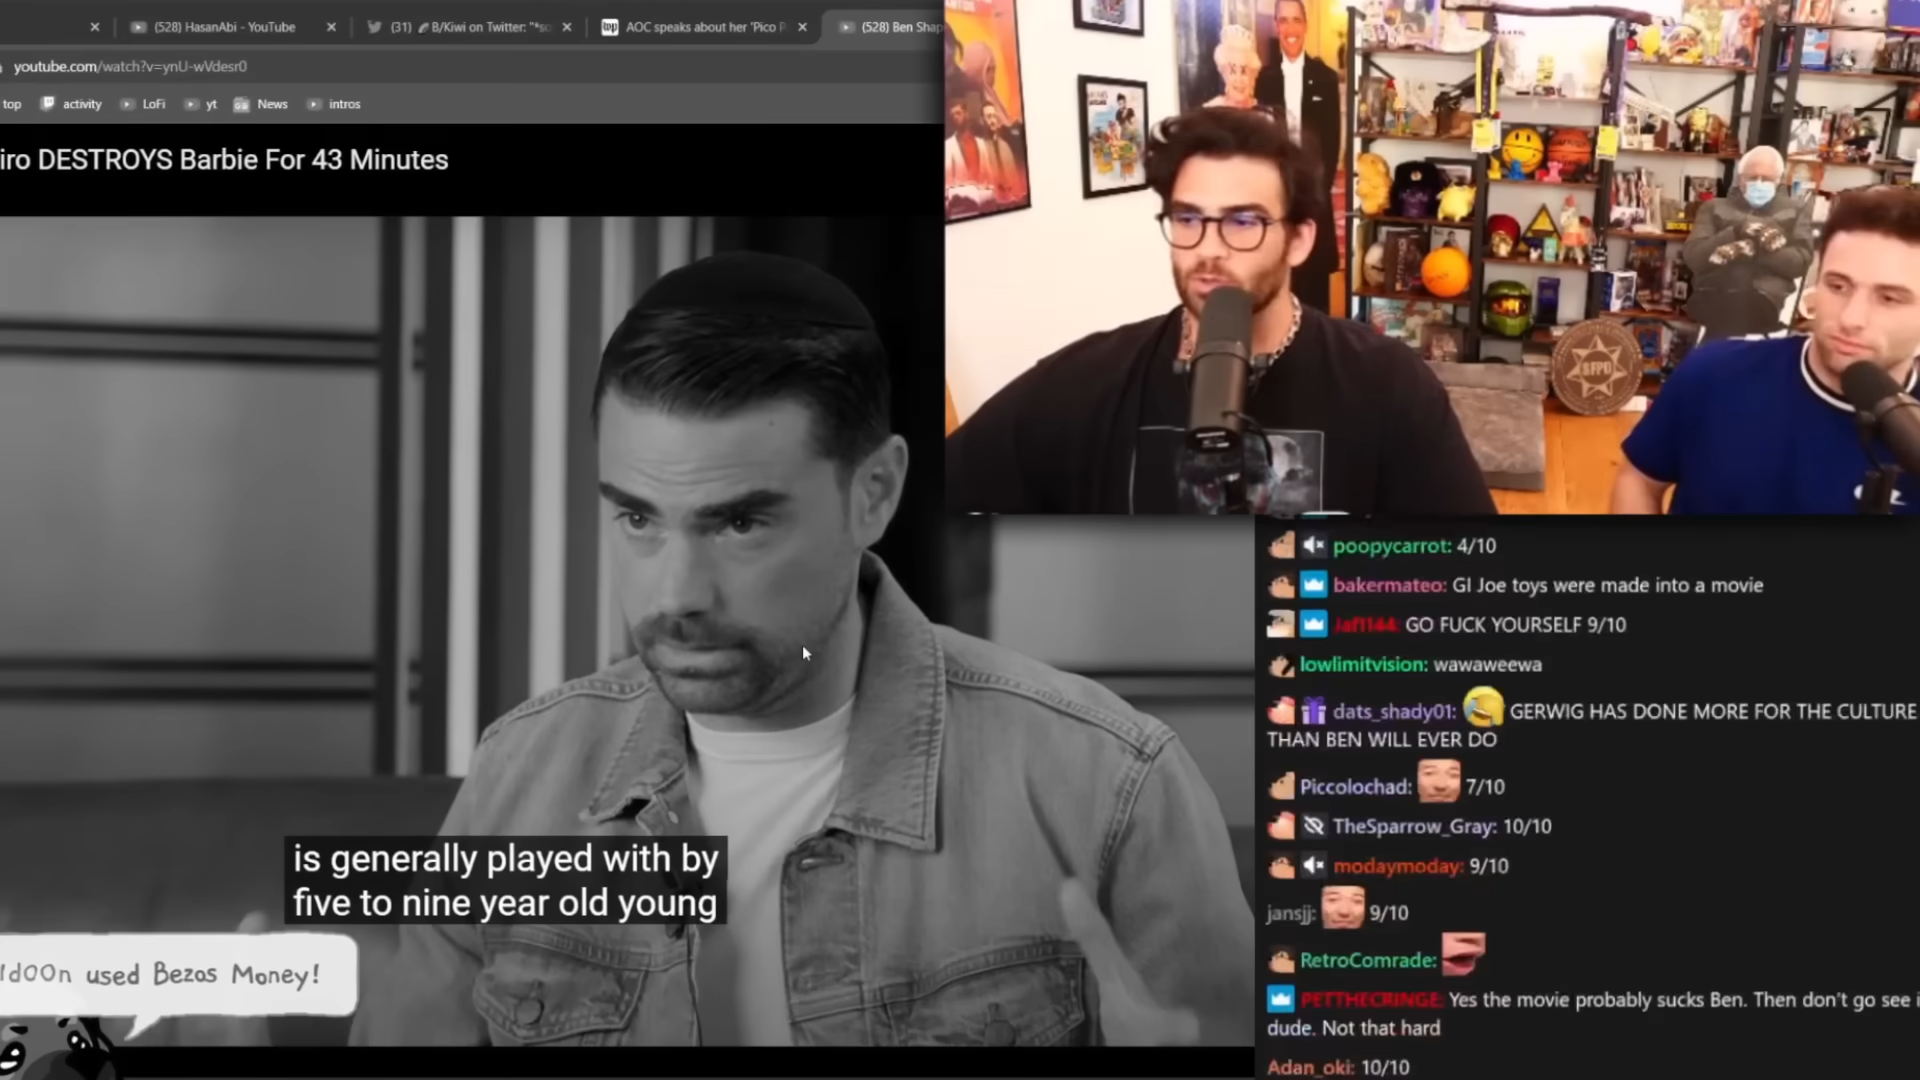 (528) HasanAbi - YouTube
(31) B/Kiwi on Twitter: "*so
AOC speaks about her 'Pico R
(528) Ben Shap
youtube.com/watch?v=ynU-wVdesr0
top
activity
LoFi
yt
News
intros
iro DESTROYS Barbie For 43 Minutes
SFPD
is generally played with by
five to nine year old young
ld00n used Bezos Money!
poopycarrot: 4/10
bakermateo: GI Joe toys were made into a movie
Jafl144: GO FUCK YOURSELF 9/10
lowlimitvision: wawaweewa
dats_shady01: GERWIG HAS DONE MORE FOR THE CULTURE
THAN BEN WILL EVER DO
Piccolochad: 7/10
TheSparrow_Gray: 10/10
modaymoday: 9/10
jansjj: 9/10
RetroComrade:
PETTHECRINGE: Yes the movie probably sucks Ben. Then don't go see i
dude. Not that hard
Adan_oki: 10/10